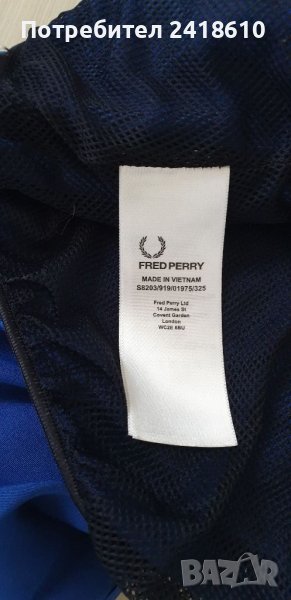 Потребител 2418610
FRED PERRY
MADE IN VIETNAM
S8203/919/01975/325
Fred Perry Ltd
14 James St
Covent Garden
London
WC2E 8BU
BAZAR